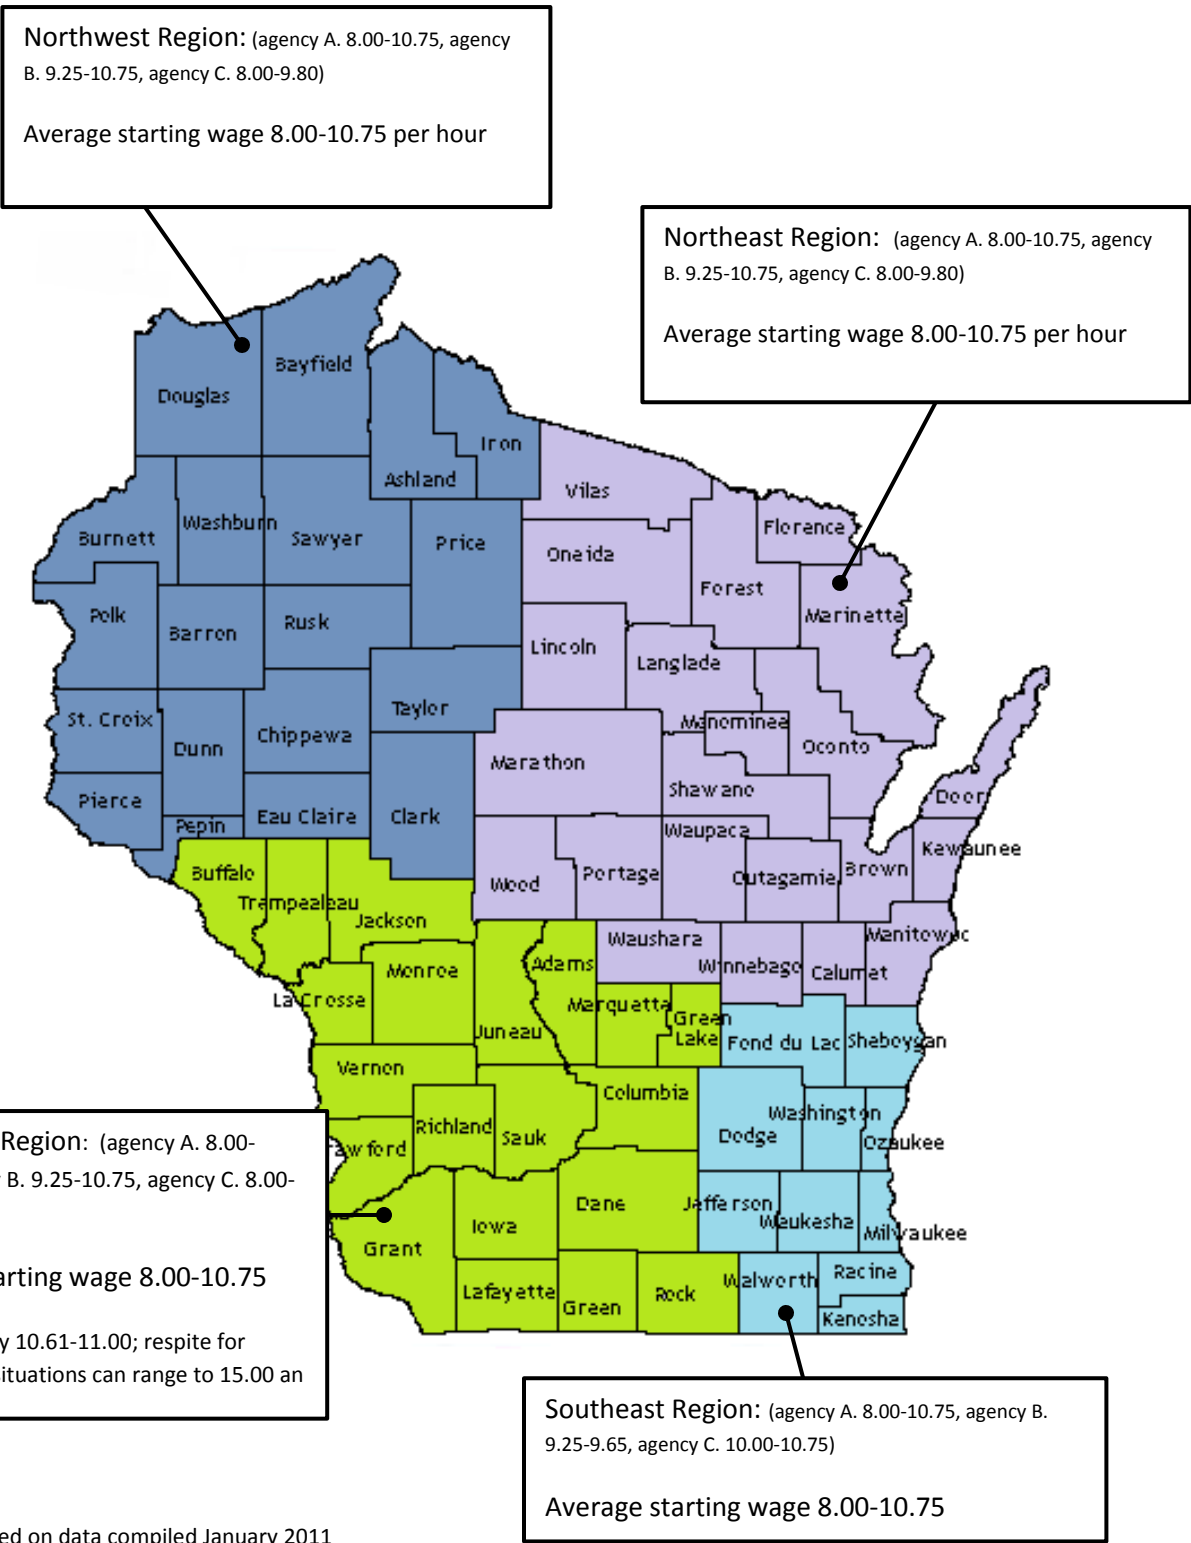 Northwest Region: (agency A. 8.00-10.75, agency
B. 9.25-10.75, agency C. 8.00-9.80)
Average starting wage 8.00-10.75 per hour
Northeast Region: (agency A. 8.00-10.75, agency
B. 9.25-10.75, agency C. 8.00-9.80)
Average starting wage 8.00-10.75 per hour
Bayfield
Douglas
Iron
Ashland
Vilas
Washburn
Florence
Burnett
Sawyer
Price
Oneida
Forest
Polk
Marinette
Barron
Rusk
Lincoln
Langlade
Taylor
St. Croix
Menominee
Chippewa
Dunn
Oconto
Marathon
Shawano
Pierce
Door
Pepin
Eau Claire
Clark
Waupaca
Kewaunee
Buffalo
Wood
Portage
Outagamie
Brown
Trempealeau
Jackson
Manitowoc
Waushara
Adams
Winnebago
Calumet
Monroe
La Crosse
Marquette
Green
Lake
Juneau
Fond du Lac
Sheboygan
Vernon
Columbia
Washington
Richland
Sauk
Dodge
Ozaukee
Region: (agency A. 8.00-
B. 9.25-10.75, agency C. 8.00-
arting wage 8.00-10.75
y 10.61-11.00; respite for
situations can range to 15.00 an
awford
Dane
Jefferson
Iowa
Waukesha
Milwaukee
Grant
Walworth
Racine
Lafayette
Green
Rock
Kenosha
Southeast Region: (agency A. 8.00-10.75, agency B.
9.25-9.65, agency C. 10.00-10.75)
Average starting wage 8.00-10.75
ed on data compiled January 2011